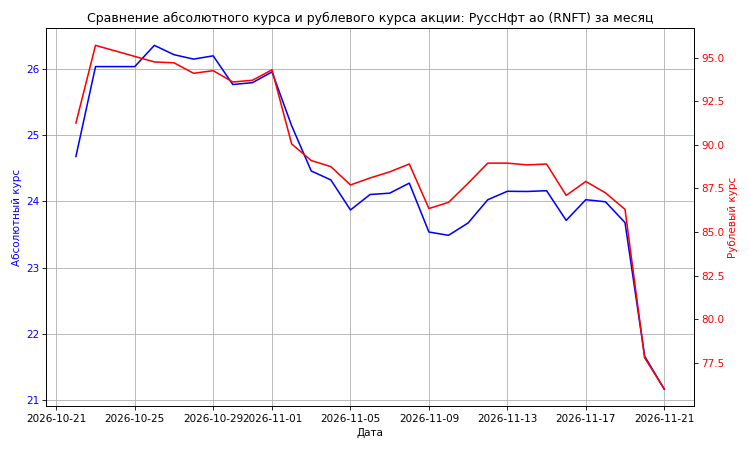 Сравнение абсолютного курса и рублевого курса акции: РуссНфт ао (RNFT) за месяц
Абсолютный курс
26
25
24
23
22
21
95.0
92.5
90.0
87.5
85.0
82.5
80.0
77.5
Рублевый курс
2026-10-21 2026-10-25 2026-10-29 2026-11-01 2026-11-05 2026-11-09 2026-11-13 2026-11-17 2026-11-21
Дата